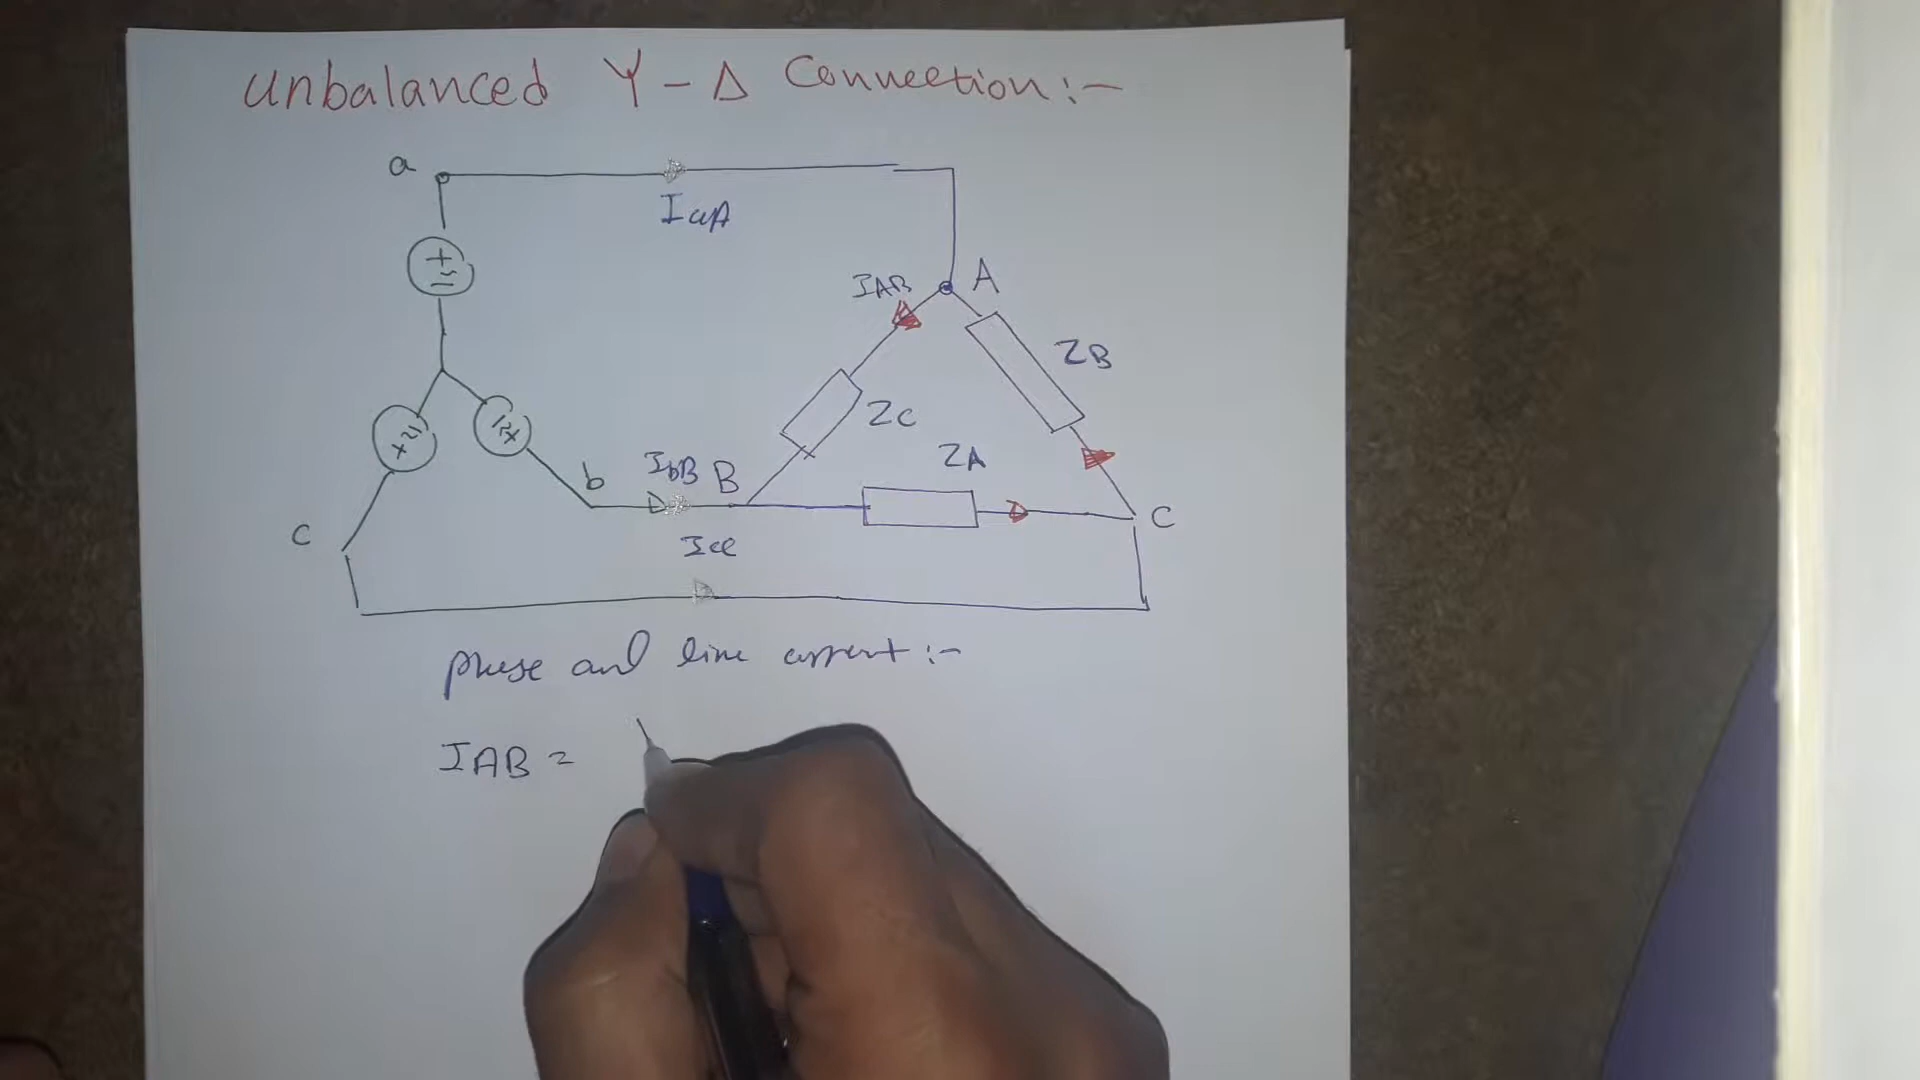 unbalanced Y - Δ Connection :-
a
IaA
IAB
A
ZB
ZC
ZA
b
IbB
B
C
C
Icc
phase and line current :-
IAB =